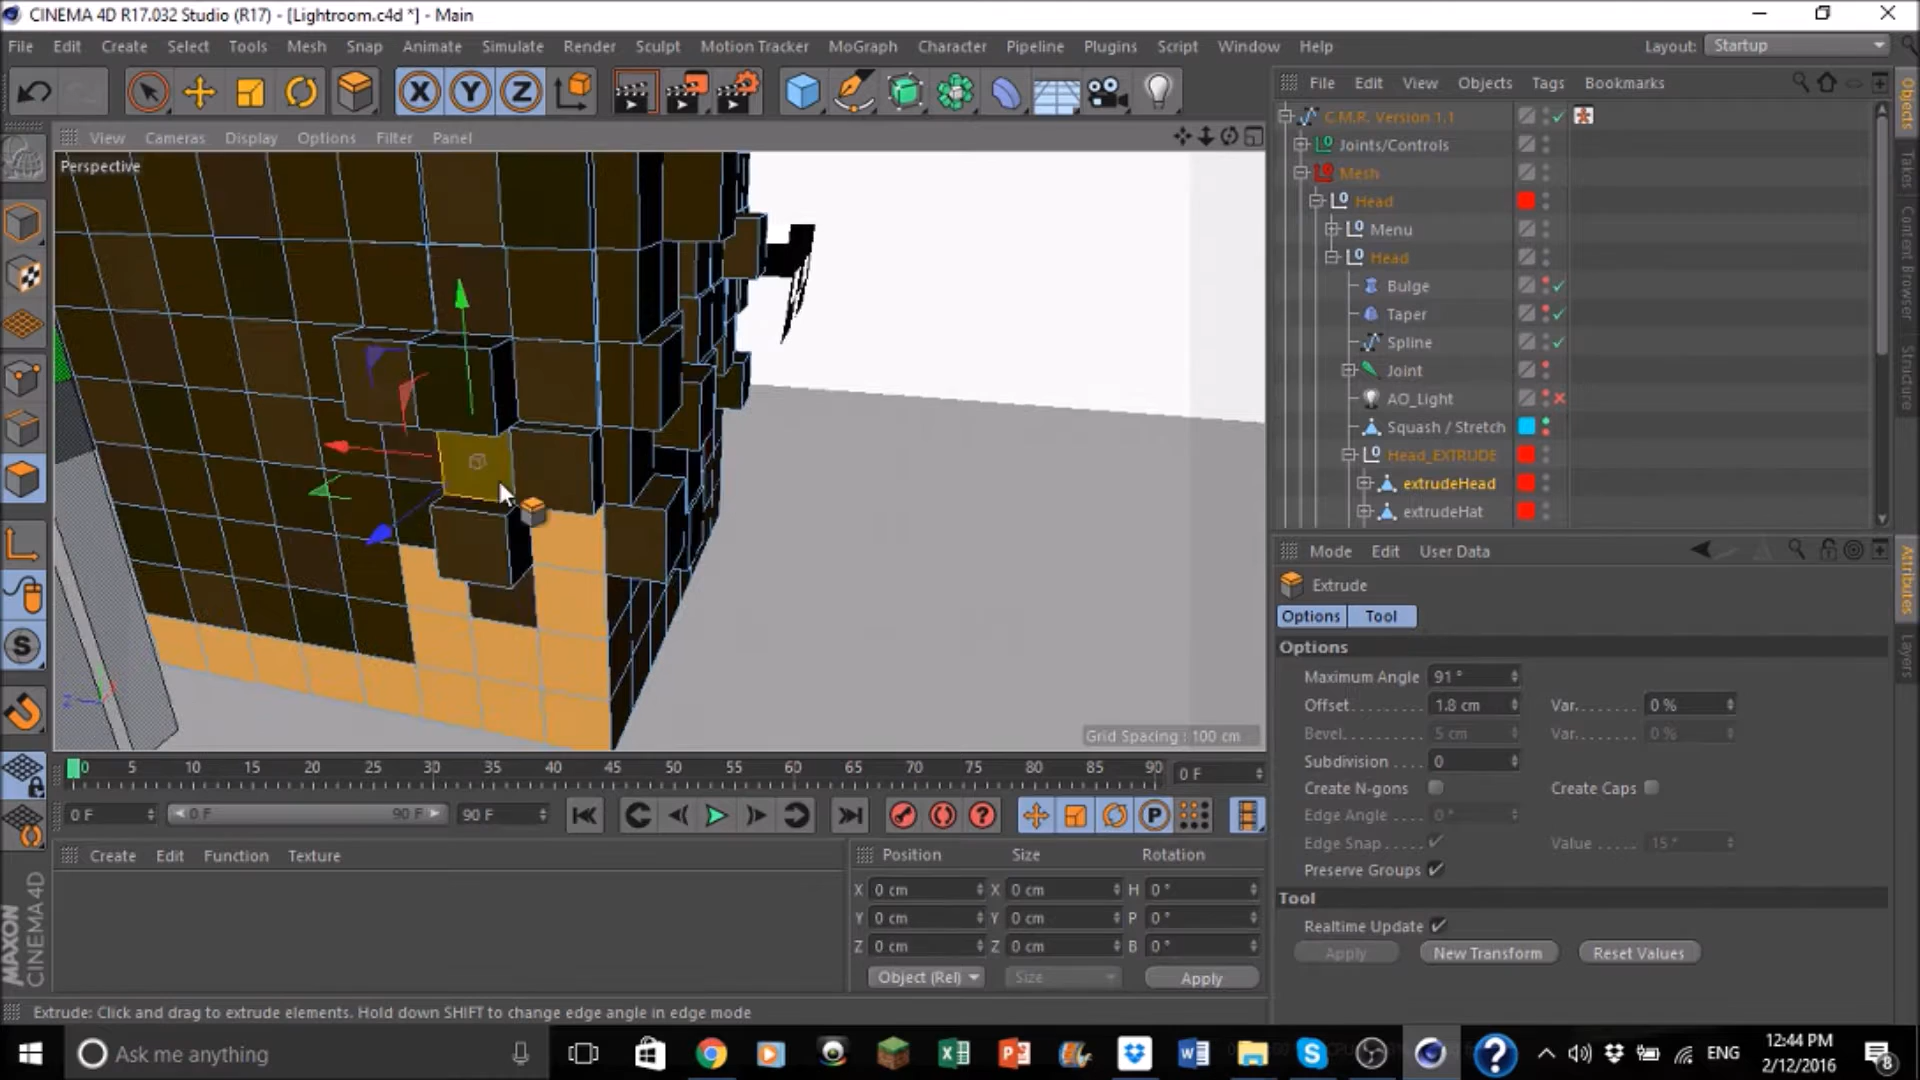 CINEMA 4D R17.032 Studio (R17) - [Lightroom.c4d *] - Main
File Edit Create Select Tools Mesh Snap Animate Simulate Render Sculpt Motion Tracker MoGraph Character Pipeline Plugins Script Window Help Layout: Startup
X Y Z
File Edit View Objects Tags Bookmarks
View Cameras Display Options Filter Panel
Perspective
C.M.R. Version 1.1
Joints/Controls
Mesh
Head
Menu
Head
Bulge
Taper
Spline
Joint
AO_Light
Squash / Stretch
Head_EXTRUDE
extrudeHead
extrudeHat
Objects
Takes
Content Browser
Structure
Mode Edit User Data
Extrude
Options Tool
Options
Maximum Angle 91 °
Offset 1.8 cm Var. 0 %
Bevel 5 cm Var. 0 %
Subdivision 0
Create N-gons Create Caps
Edge Angle 0 °
Edge Snap Value 15 °
Preserve Groups
Tool
Realtime Update
Apply New Transform Reset Values
Attributes
Layers
Z
Grid Spacing : 100 cm
0 5 10 15 20 25 30 35 40 45 50 55 60 65 70 75 80 85 90 0 F
0 F 0 F 90 F 90 F
P
Create Edit Function Texture
Position Size Rotation
X 0 cm X 0 cm H 0 °
Y 0 cm Y 0 cm P 0 °
Z 0 cm Z 0 cm B 0 °
Object (Rel) Size Apply
MAXON
CINEMA 4D
Extrude: Click and drag to extrude elements. Hold down SHIFT to change edge angle in edge mode
Ask me anything
ENG
12:44 PM
2/12/2016
8